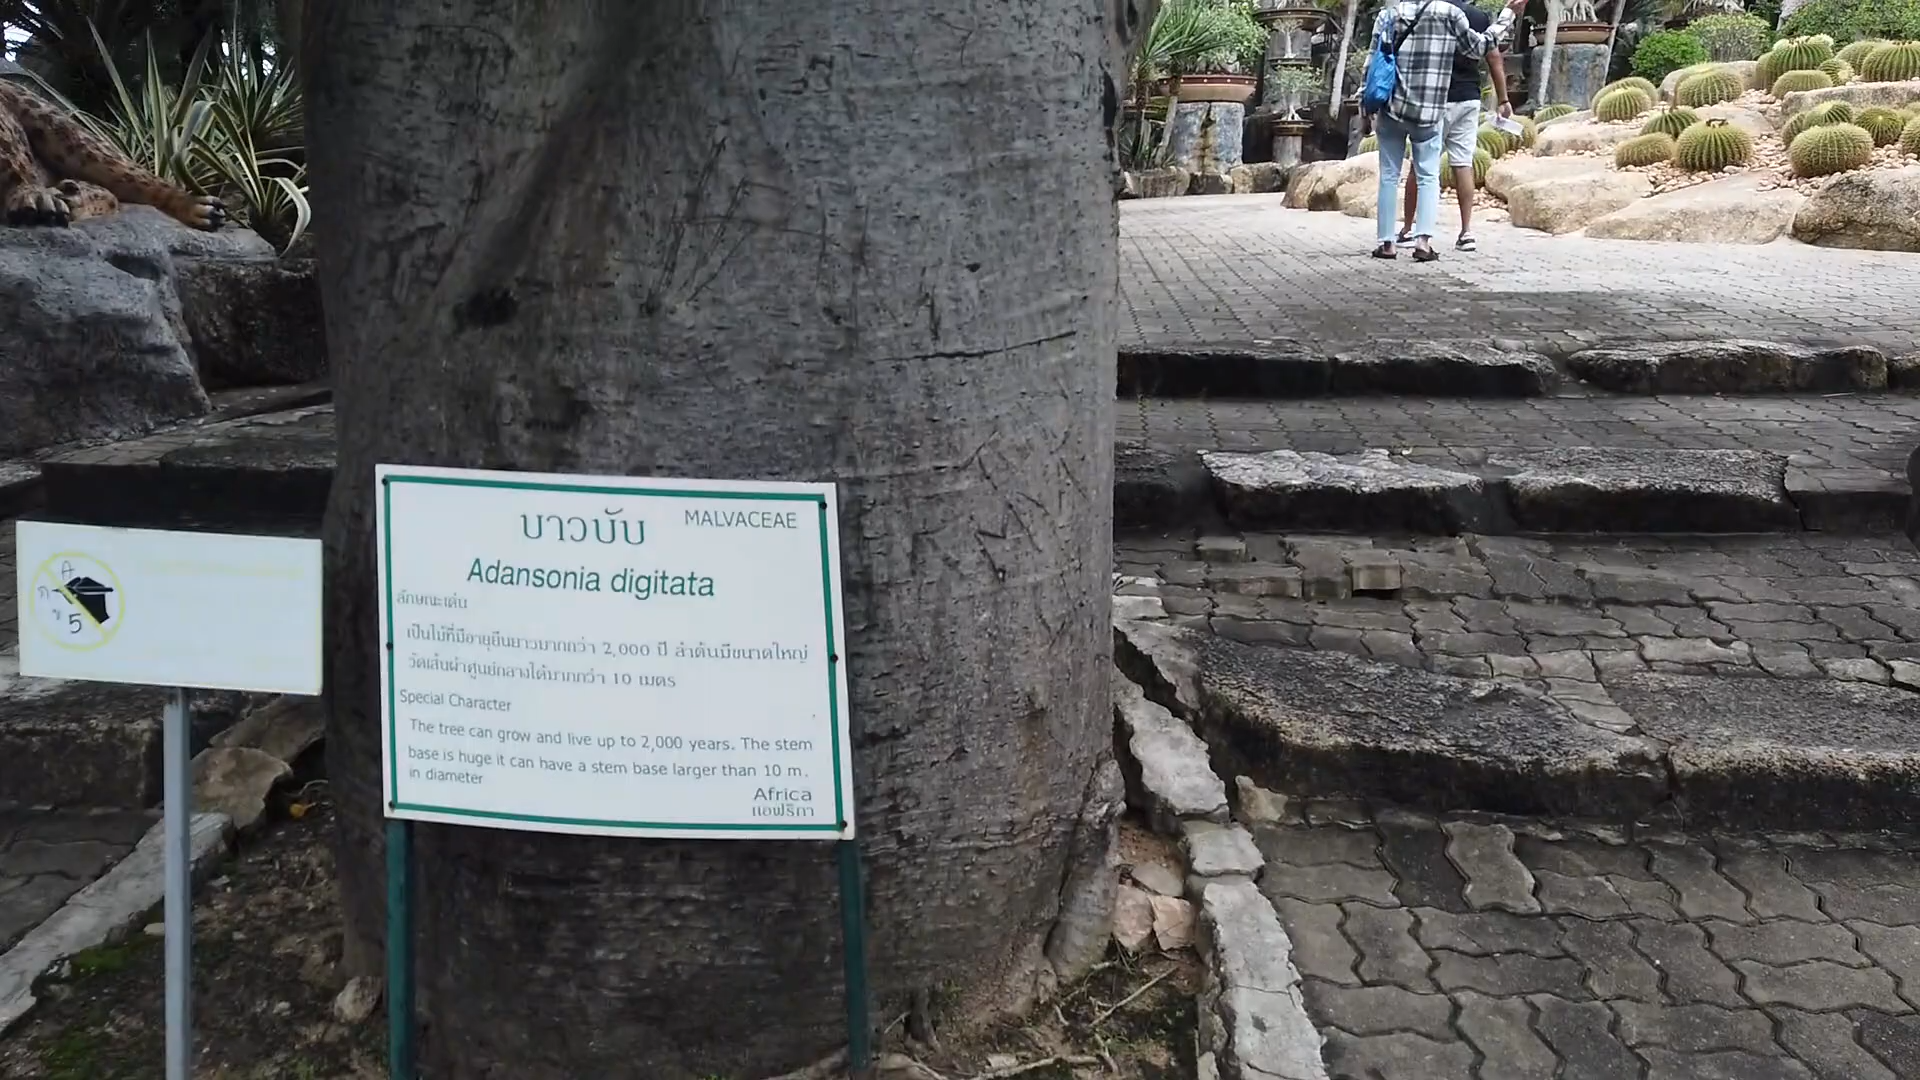 บาวบับ
MALVACEAE
Adansonia digitata
ลักษณะเด่น
เป็นไม้ที่มีอายุยืนยาวมากกว่า 2,000 ปี ลำต้นมีขนาดใหญ่
วัดเส้นผ่าศูนย์กลางได้มากกว่า 10 เมตร
Special Character
The tree can grow and live up to 2,000 years. The stem
base is huge it can have a stem base larger than 10 m.
in diameter
Africa
แอฟริกา
A
ก
5